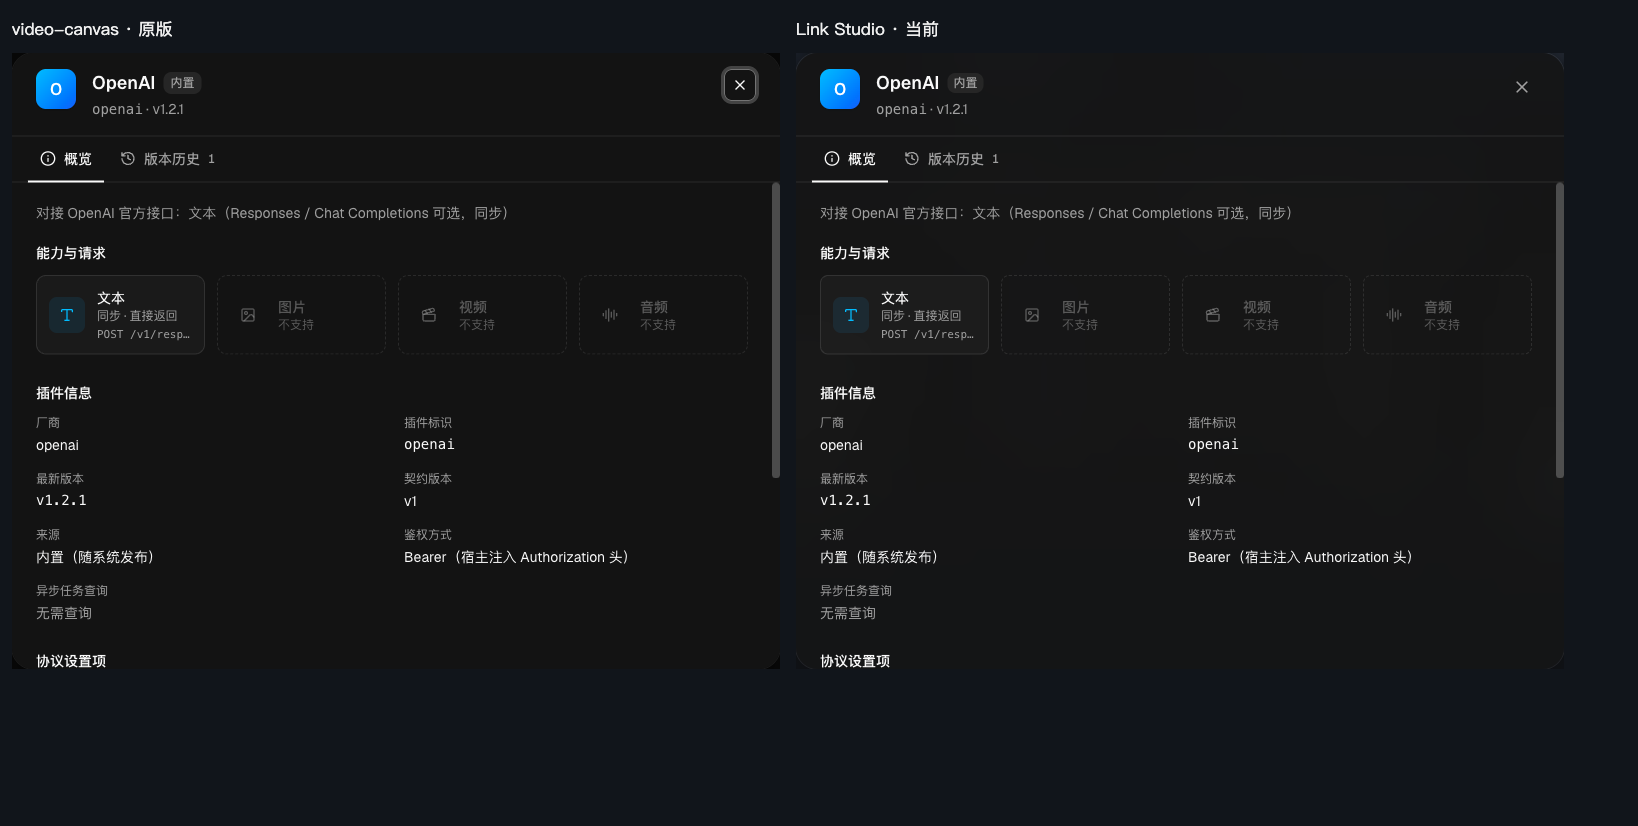 video-canvas · 原版
O
OpenAI 内置
openai · v1.2.1
概览 版本历史 1
对接 OpenAI 官方接口：文本（Responses / Chat Completions 可选，同步）
能力与请求
T
文本
同步 · 直接返回
POST /v1/resp…
图片
不支持
视频
不支持
音频
不支持
插件信息
厂商
openai
插件标识
openai
最新版本
v1.2.1
契约版本
v1
来源
内置（随系统发布）
鉴权方式
Bearer（宿主注入 Authorization 头）
异步任务查询
无需查询
协议设置项
Link Studio · 当前
O
OpenAI 内置
openai · v1.2.1
概览 版本历史 1
对接 OpenAI 官方接口：文本（Responses / Chat Completions 可选，同步）
能力与请求
T
文本
同步 · 直接返回
POST /v1/resp…
图片
不支持
视频
不支持
音频
不支持
插件信息
厂商
openai
插件标识
openai
最新版本
v1.2.1
契约版本
v1
来源
内置（随系统发布）
鉴权方式
Bearer（宿主注入 Authorization 头）
异步任务查询
无需查询
协议设置项